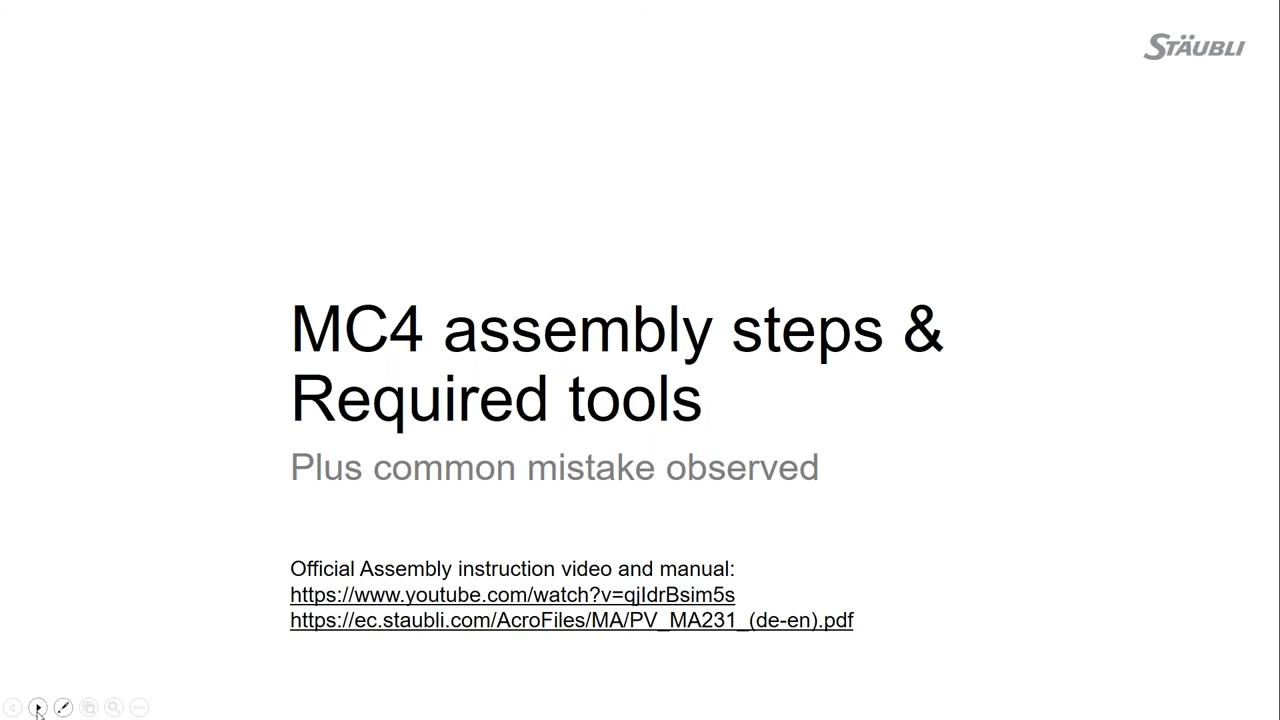 STÄUBLI
MC4 assembly steps &
Required tools
Plus common mistake observed
Official Assembly instruction video and manual:
https://www.youtube.com/watch?v=qjIdrBsim5s
https://ec.staubli.com/AcroFiles/MA/PV_MA231_(de-en).pdf